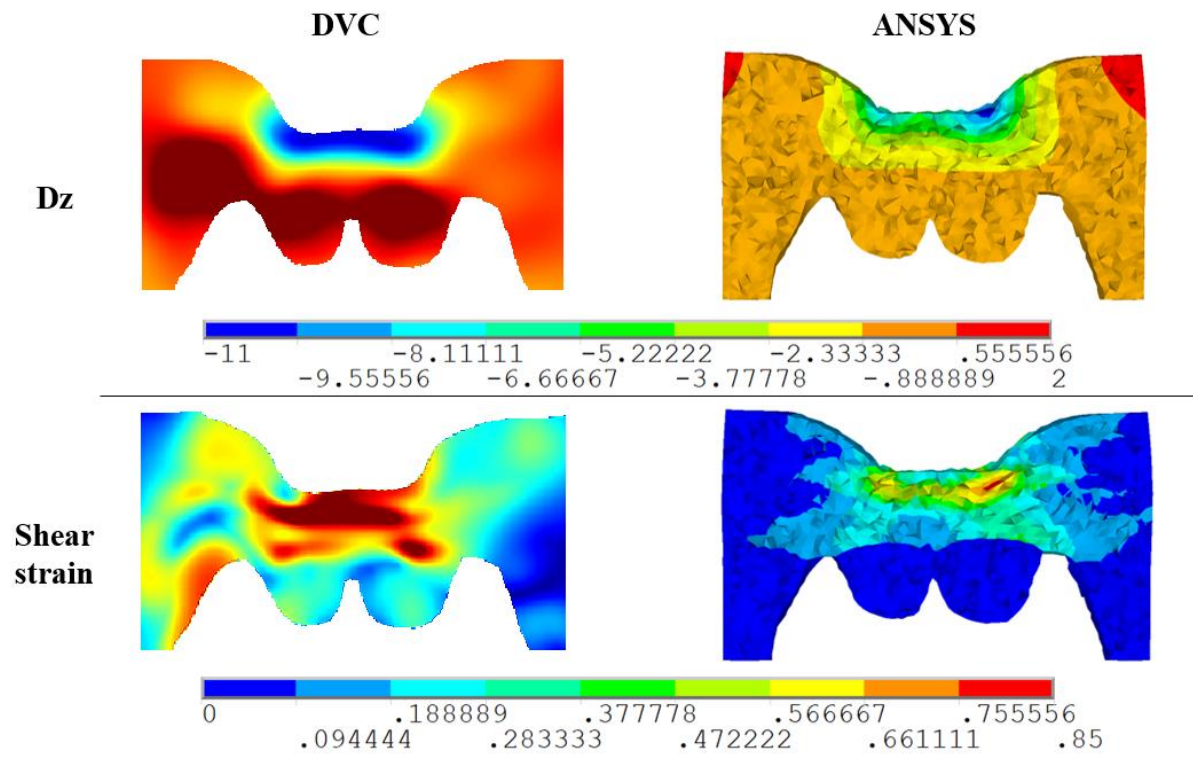 DVC ANSYS
Dz
-11 -8.11111 -5.22222 -2.33333 .555556
-9.55556 -6.66667 -3.77778 -.888889 2
Shear
strain
0 .188889 .377778 .566667 .755556
.094444 .283333 .472222 .661111 .85